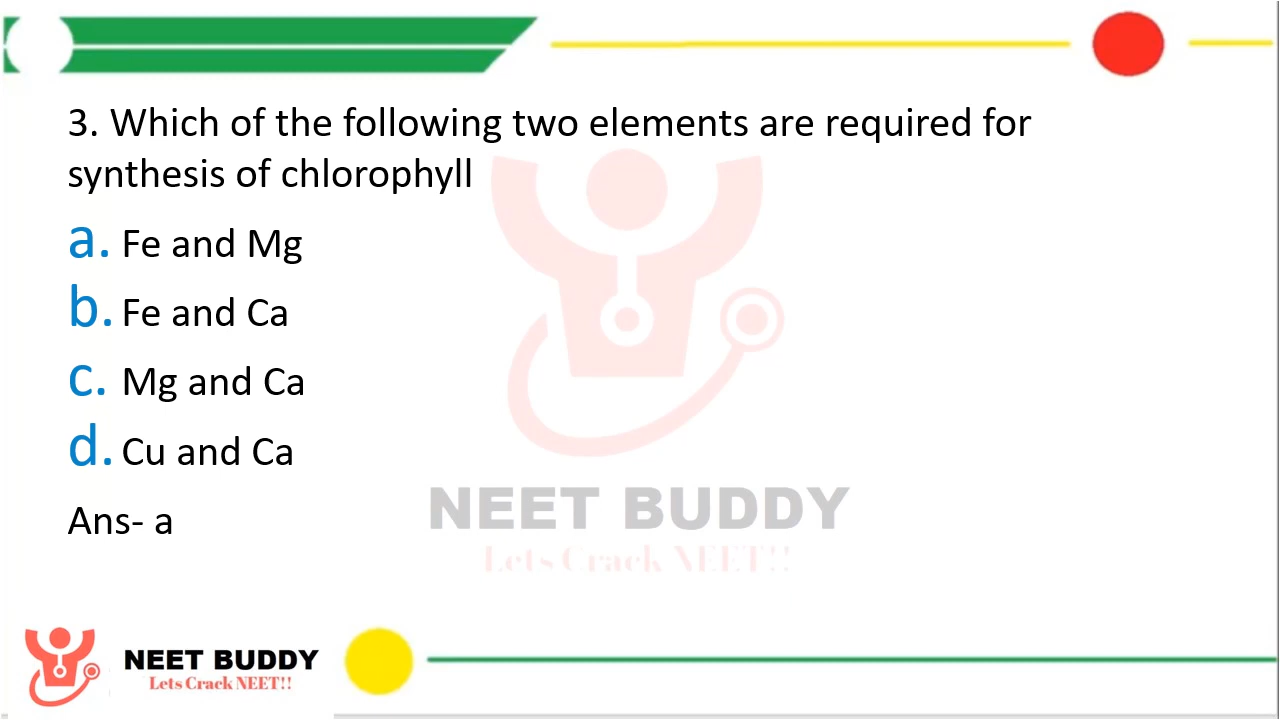 3. Which of the following two elements are required for
synthesis of chlorophyll
a. Fe and Mg
b. Fe and Ca
c. Mg and Ca
d. Cu and Ca
Ans- a
NEET BUDDY
Lets Crack NEET!!
NEET BUDDY
Lets Crack NEET!!